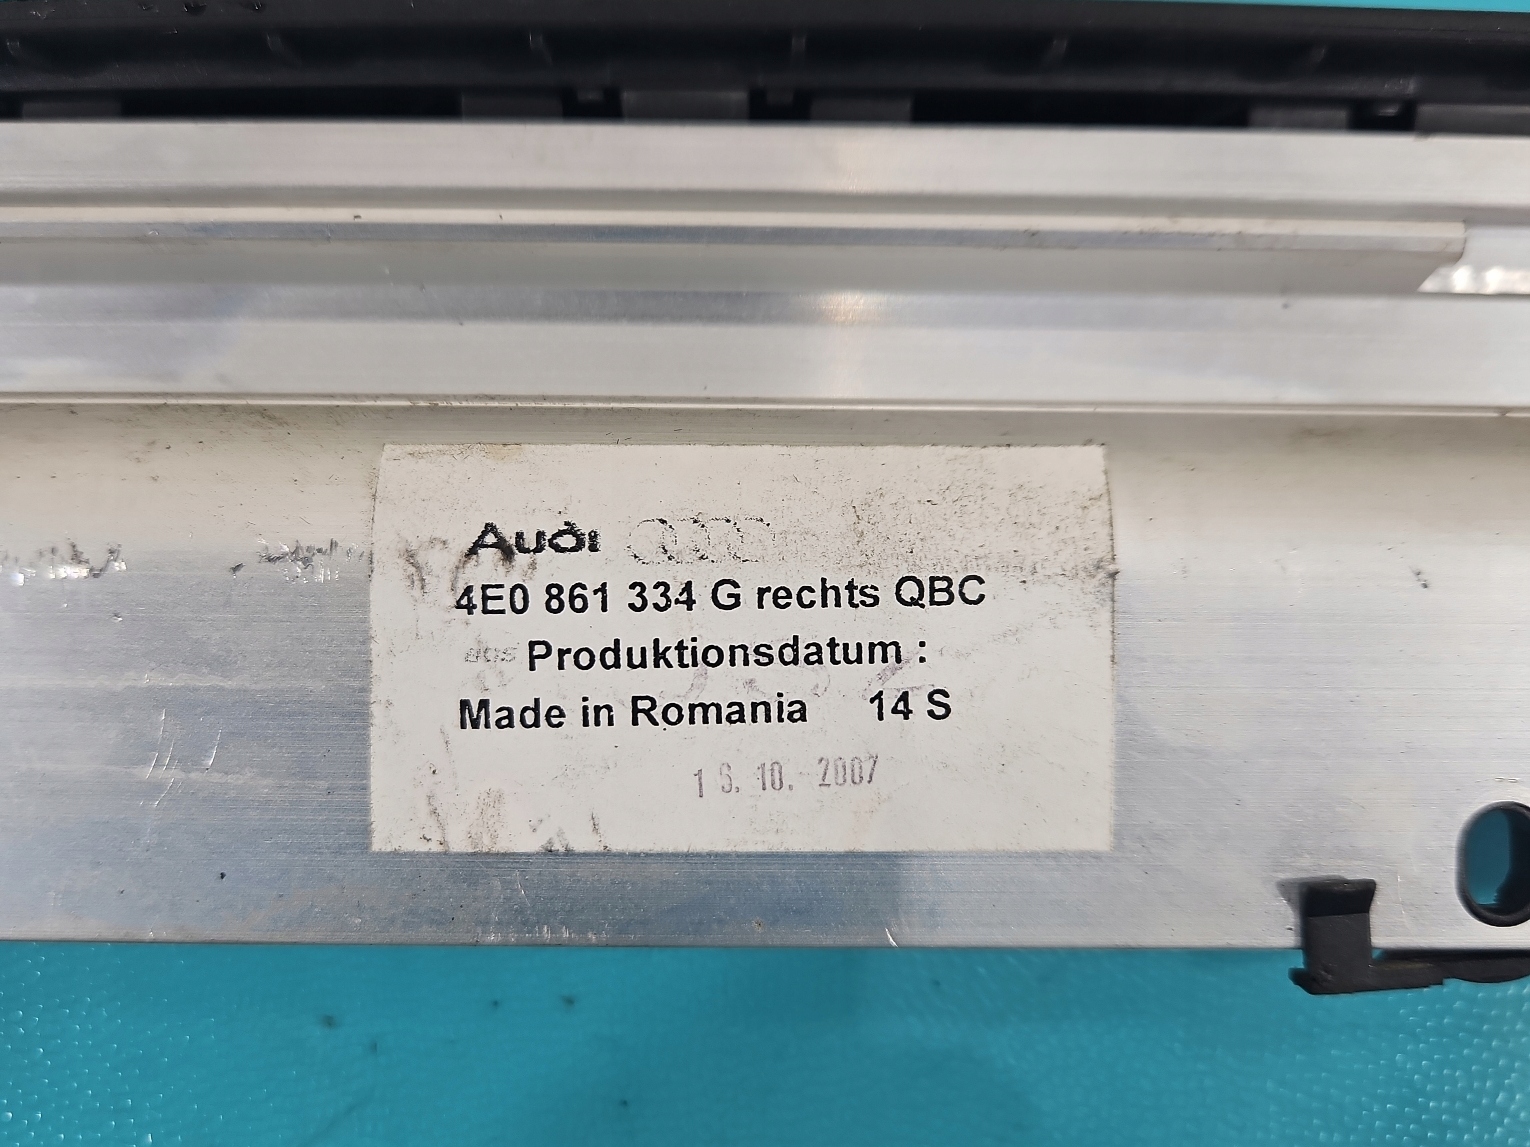 Audi
4E0 861 334 G rechts QBC
Produktionsdatum :
Made in Romania 14 S
16. 10. 2007